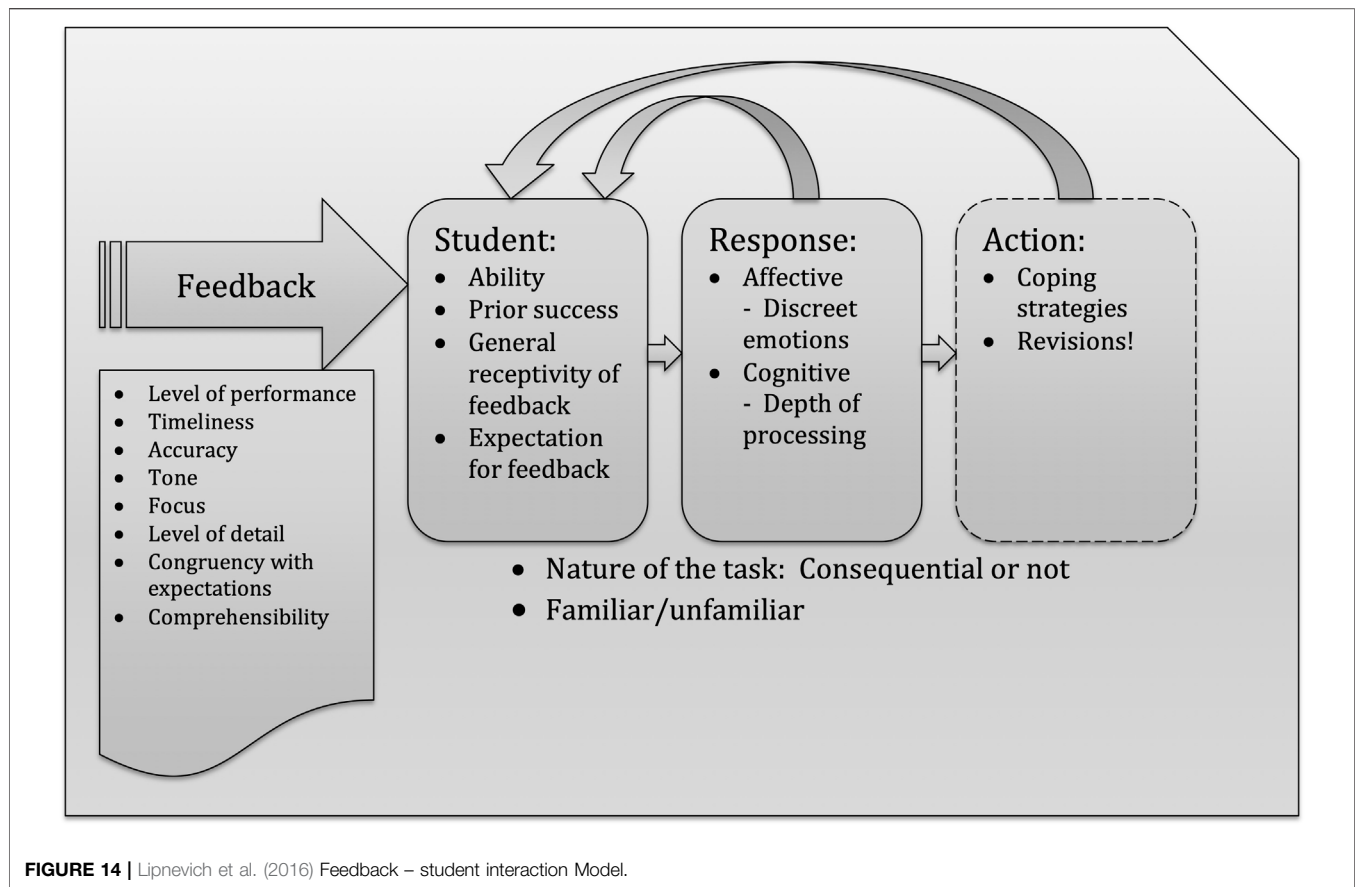 Feedback
• Level of performance
• Timeliness
• Accuracy
• Tone
• Focus
• Level of detail
• Congruency with
expectations
• Comprehensibility
Student:
• Ability
• Prior success
• General
receptivity of
feedback
• Expectation
for feedback
Response:
• Affective
- Discreet
emotions
• Cognitive
- Depth of
processing
Action:
• Coping
strategies
• Revisions!
• Nature of the task: Consequential or not
• Familiar/unfamiliar
FIGURE 14 | Lipnevich et al. (2016) Feedback – student interaction Model.